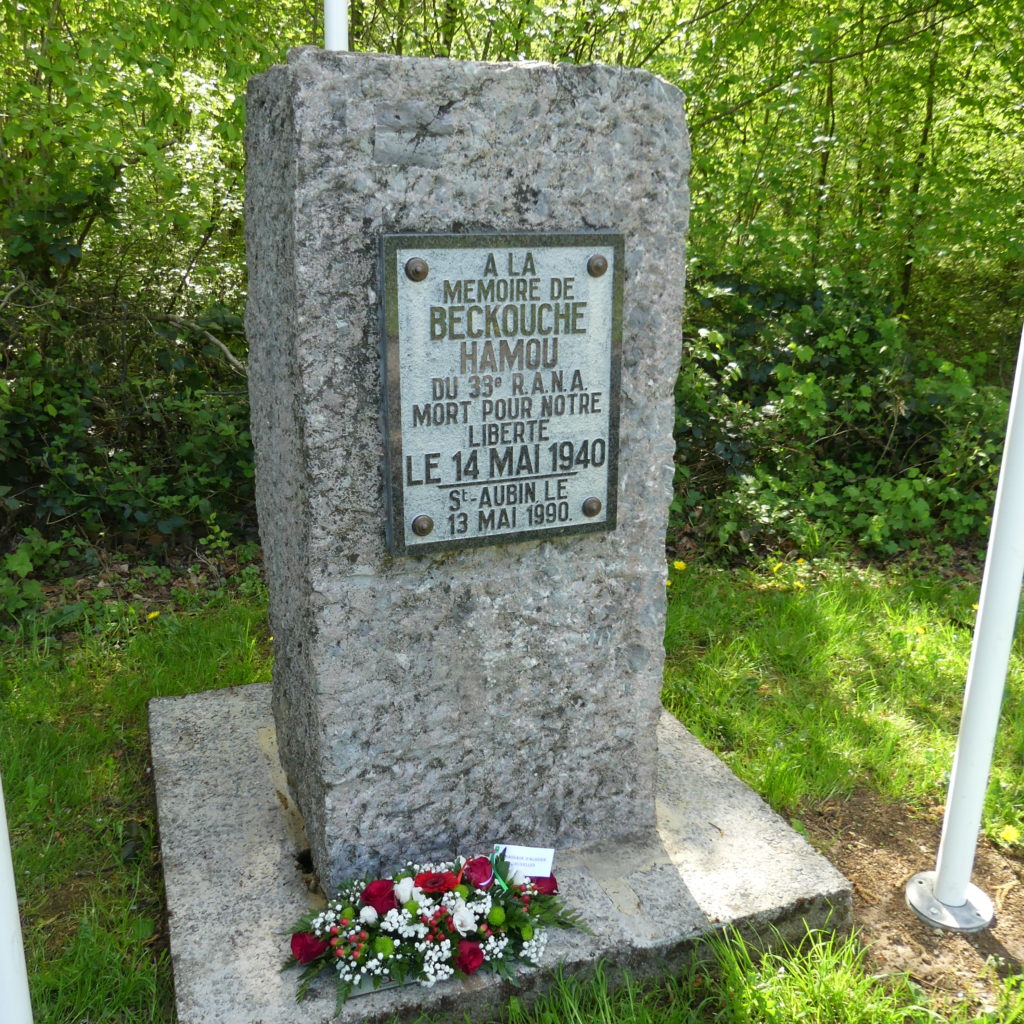 A LA
MEMOIRE DE
BECKOUCHE
HAMOU
DU 39e R.A.N.A.
MORT POUR NOTRE
LIBERTE
LE 14 MAI 1940
St-AUBIN LE
13 MAI 1990.